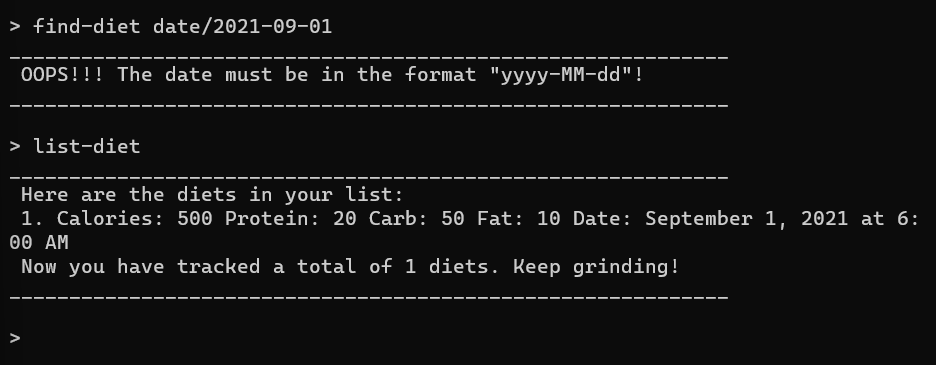 > find-diet date/2021-09-01
____________________________________________________________
OOPS!!! The date must be in the format "yyyy-MM-dd"!
____________________________________________________________
> list-diet
____________________________________________________________
Here are the diets in your list:
1. Calories: 500 Protein: 20 Carb: 50 Fat: 10 Date: September 1, 2021 at 6:
00 AM
Now you have tracked a total of 1 diets. Keep grinding!
____________________________________________________________
>